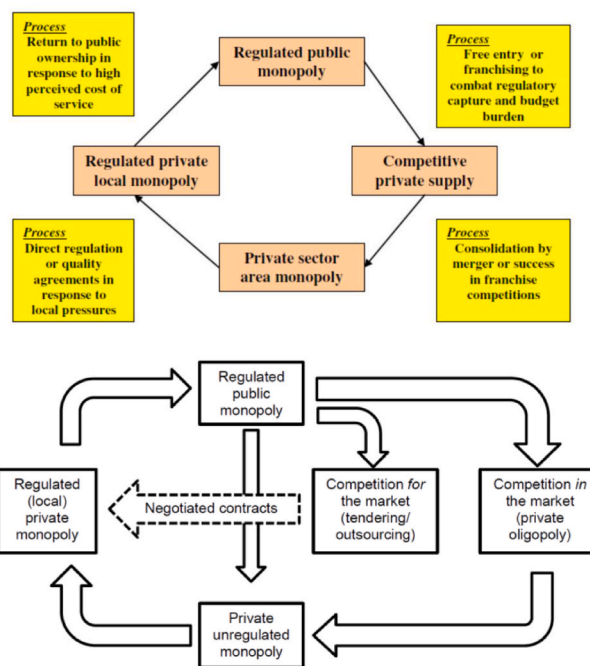 Process
Return to public
ownership in
response to high
perceived cost of
service
Regulated public
monopoly
Process
Free entry or
franchising to
combat regulatory
capture and budget
burden
Regulated private
local monopoly
Competitive
private supply
Process
Direct regulation
or quality
agreements in
response to
local pressures
Private sector
area monopoly
Process
Consolidation by
merger or success
in franchise
competitions
Regulated
public
monopoly
Regulated
(local)
private
monopoly
Negotiated contracts
Competition for
the market
(tendering/
outsourcing)
Competition in
the market
(private
oligopoly)
Private
unregulated
monopoly